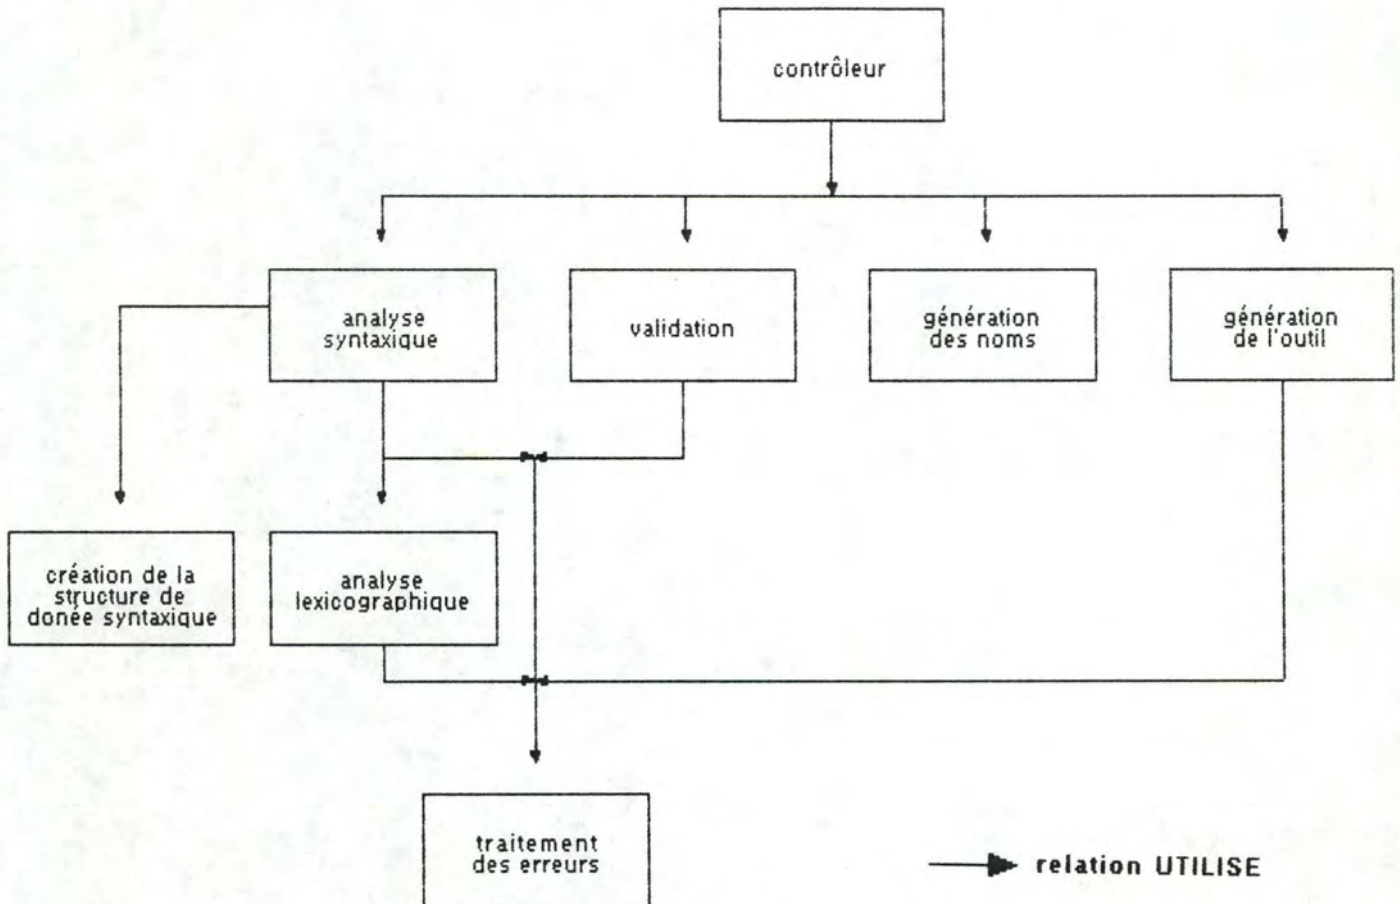 contrôleur
analyse
syntaxique
validation
génération
des noms
génération
de l'outil
création de la
structure de
donée syntaxique
analyse
lexicographique
traitement
des erreurs
relation UTILISE